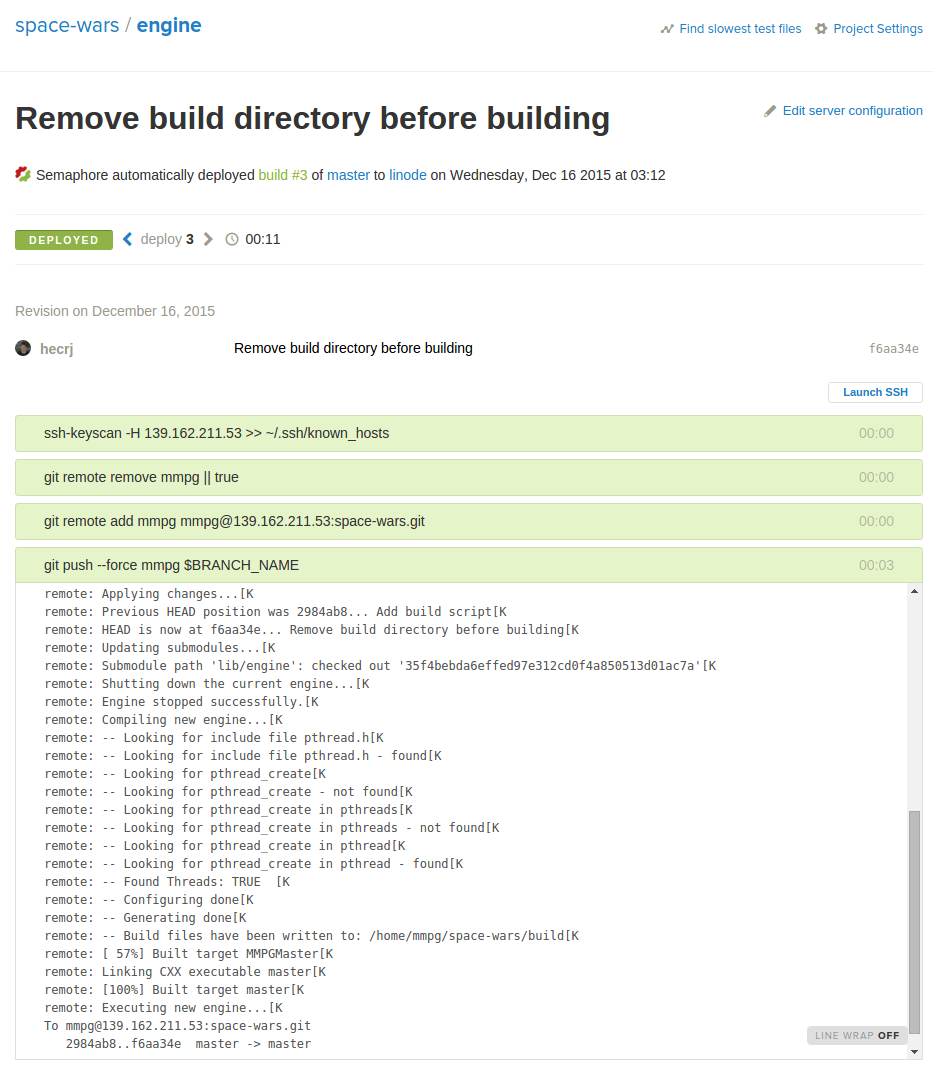 space-wars / engine
Find slowest test files Project Settings
Remove build directory before building
Edit server configuration
Semaphore automatically deployed build #3 of master to linode on Wednesday, Dec 16 2015 at 03:12
DEPLOYED deploy 3 00:11
Revision on December 16, 2015
hecrj Remove build directory before building f6aa34e
Launch SSH
ssh-keyscan -H 139.162.211.53 >> ~/.ssh/known_hosts 00:00
git remote remove mmpg || true 00:00
git remote add mmpg mmpg@139.162.211.53:space-wars.git 00:00
git push --force mmpg $BRANCH_NAME 00:03
remote: Applying changes...[K
remote: Previous HEAD position was 2984ab8... Add build script[K
remote: HEAD is now at f6aa34e... Remove build directory before building[K
remote: Updating submodules...[K
remote: Submodule path 'lib/engine': checked out '35f4bebda6effed97e312cd0f4a850513d01ac7a'[K
remote: Shutting down the current engine...[K
remote: Engine stopped successfully.[K
remote: Compiling new engine...[K
remote: -- Looking for include file pthread.h[K
remote: -- Looking for include file pthread.h - found[K
remote: -- Looking for pthread_create[K
remote: -- Looking for pthread_create - not found[K
remote: -- Looking for pthread_create in pthreads[K
remote: -- Looking for pthread_create in pthreads - not found[K
remote: -- Looking for pthread_create in pthread[K
remote: -- Looking for pthread_create in pthread - found[K
remote: -- Found Threads: TRUE  [K
remote: -- Configuring done[K
remote: -- Generating done[K
remote: -- Build files have been written to: /home/mmpg/space-wars/build[K
remote: [ 57%] Built target MMPGMaster[K
remote: Linking CXX executable master[K
remote: [100%] Built target master[K
remote: Executing new engine...[K
To mmpg@139.162.211.53:space-wars.git
LINE WRAP OFF
2984ab8..f6aa34e  master -> master